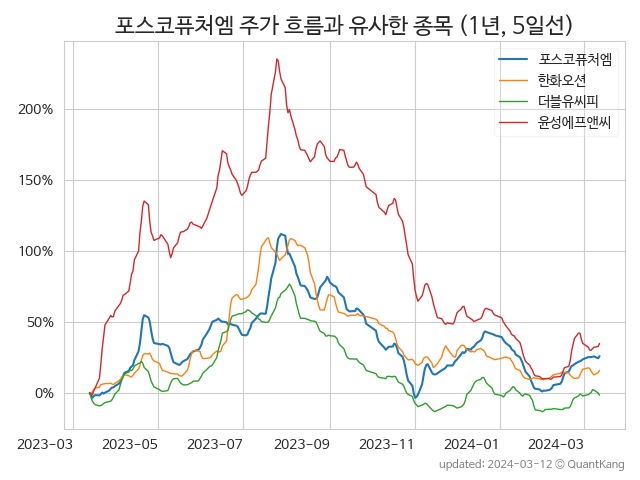 포스코퓨처엠 주가 흐름과 유사한 종목 (1년, 5일선)
포스코퓨처엠
한화오션
더블유씨피
윤성에프앤씨
200%
150%
100%
50%
0%
2023-03 2023-05 2023-07 2023-09 2023-11 2024-01 2024-03
updated: 2024-03-12 © QuantKang